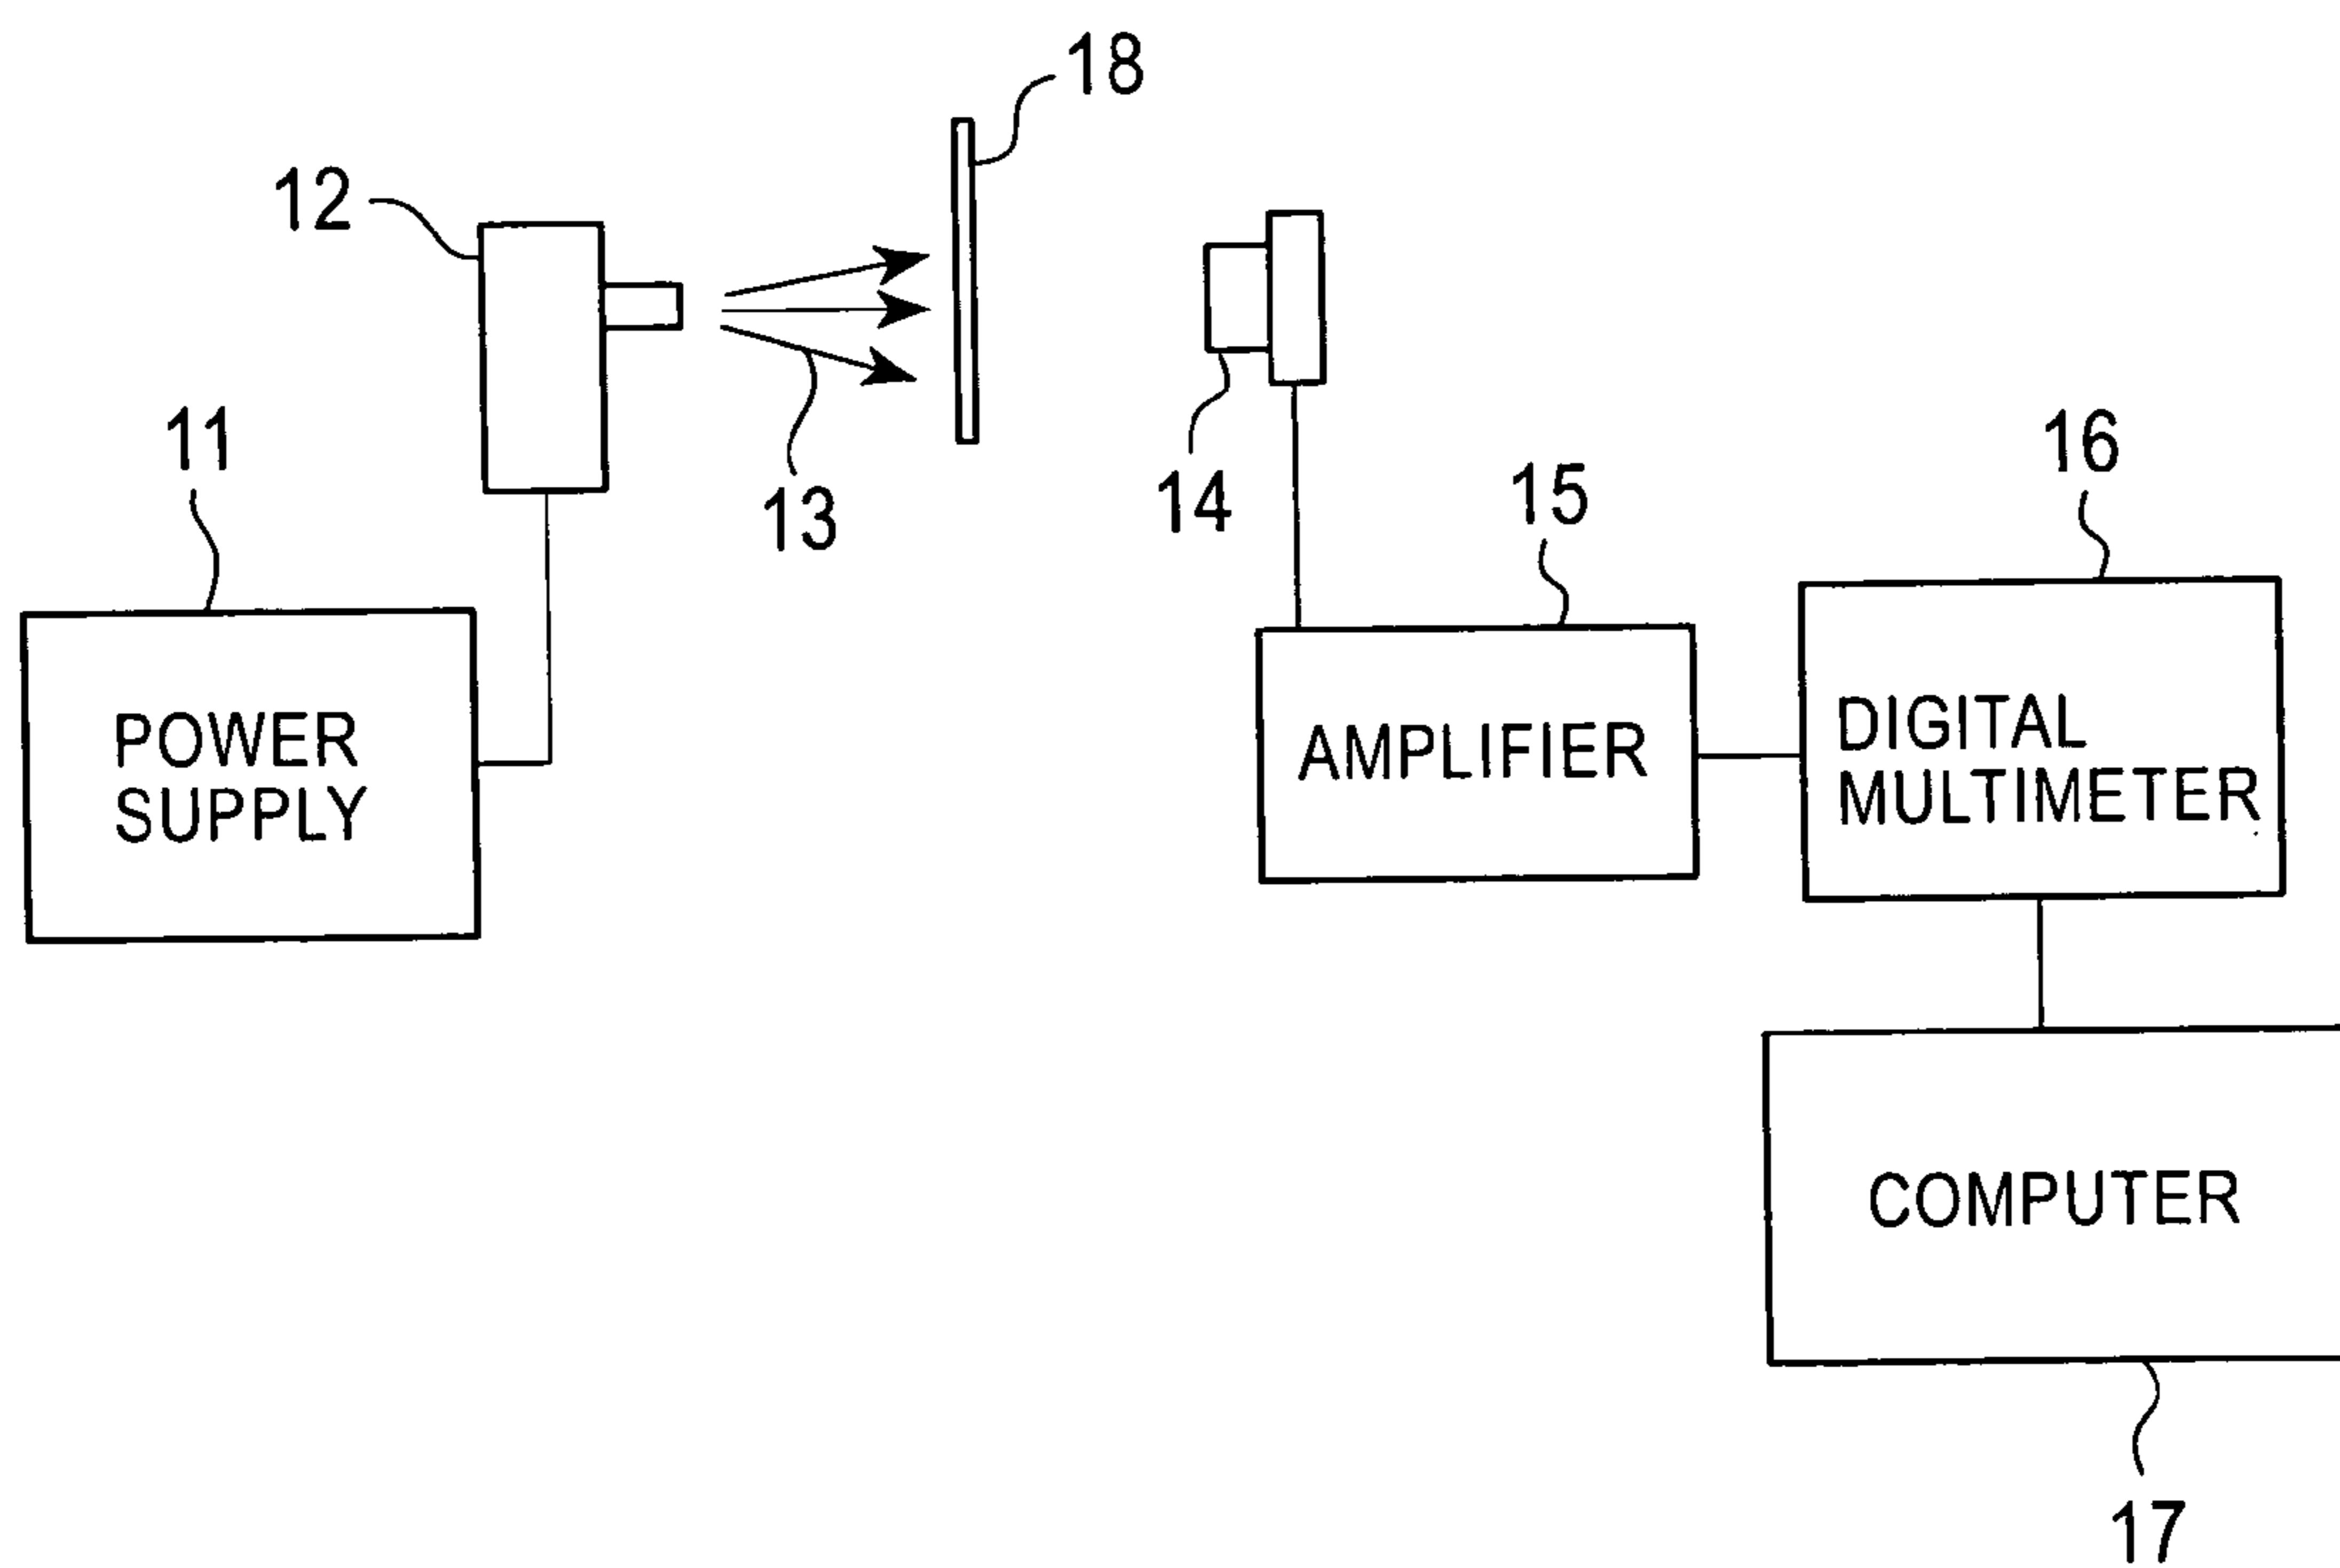 18
12
11
13
14
15
16
POWER
SUPPLY
AMPLIFIER
DIGITAL
MULTIMETER
COMPUTER
17